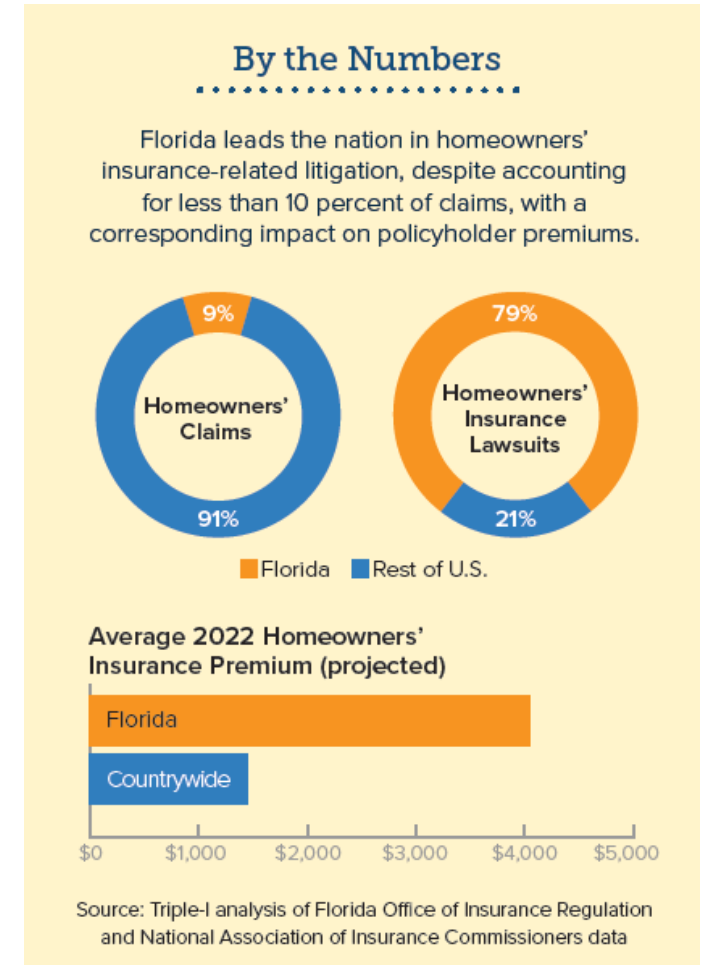 By the Numbers
Florida leads the nation in homeowners’
insurance-related litigation, despite accounting
for less than 10 percent of claims, with a
corresponding impact on policyholder premiums.
9%
Homeowners’
Claims
91%
79%
Homeowners’
Insurance
Lawsuits
21%
Florida
Rest of U.S.
Average 2022 Homeowners’
Insurance Premium (projected)
Florida
Countrywide
$0 $1,000 $2,000 $3,000 $4,000 $5,000
Source: Triple-I analysis of Florida Office of Insurance Regulation
and National Association of Insurance Commissioners data